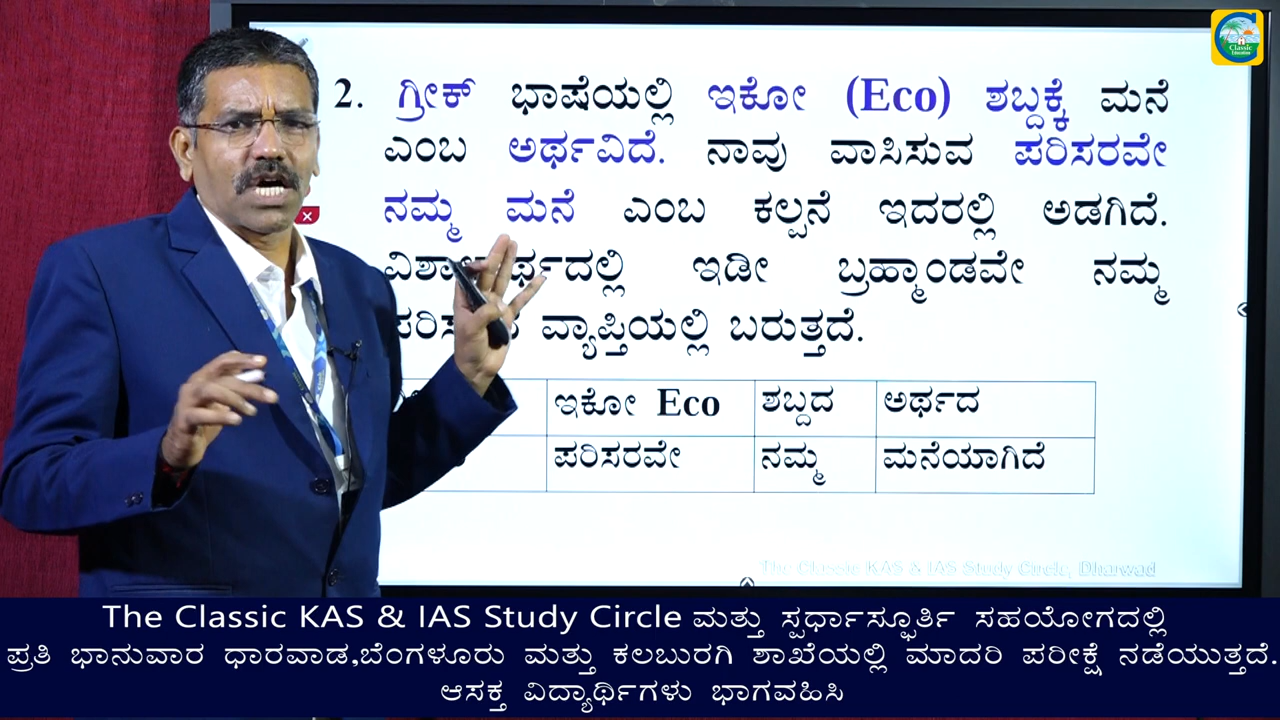 Classic
Education
2. ಗ್ರೀಕ್ ಭಾಷೆಯಲ್ಲಿ ಇಕೋ (Eco) ಶಬ್ದಕ್ಕೆ ಮನೆ
ಎಂಬ ಅರ್ಥವಿದೆ. ನಾವು ವಾಸಿಸುವ ಪರಿಸರವೇ
ನಮ್ಮ ಮನೆ ಎಂಬ ಕಲ್ಪನೆ ಇದರಲ್ಲಿ ಅಡಗಿದೆ.
ಇಡೀ ಬ್ರಹ್ಮಾಂಡವೇ ನಮ್ಮ
ವ್ಯಾಪ್ತಿಯಲ್ಲಿ ಬರುತ್ತದೆ.
ಇಕೋ Eco ಶಬ್ದದ ಅರ್ಥದ
ಪರಿಸರವೇ ನಮ್ಮ ಮನೆಯಾಗಿದೆ
The Classic KAS & IAS Study Circle, Dharwad
The Classic KAS & IAS Study Circle ಮತ್ತು ಸ್ಪರ್ಧಾಸ್ಫೂರ್ತಿ ಸಹಯೋಗದಲ್ಲಿ
ಪ್ರತಿ ಭಾನುವಾರ ಧಾರವಾಡ,ಬೆಂಗಳೂರು ಮತ್ತು ಕಲಬುರಗಿ ಶಾಖೆಯಲ್ಲಿ ಮಾದರಿ ಪರೀಕ್ಷೆ ನಡೆಯುತ್ತದೆ.
ಆಸಕ್ತ ವಿದ್ಯಾರ್ಥಿಗಳು ಭಾಗವಹಿಸಿ